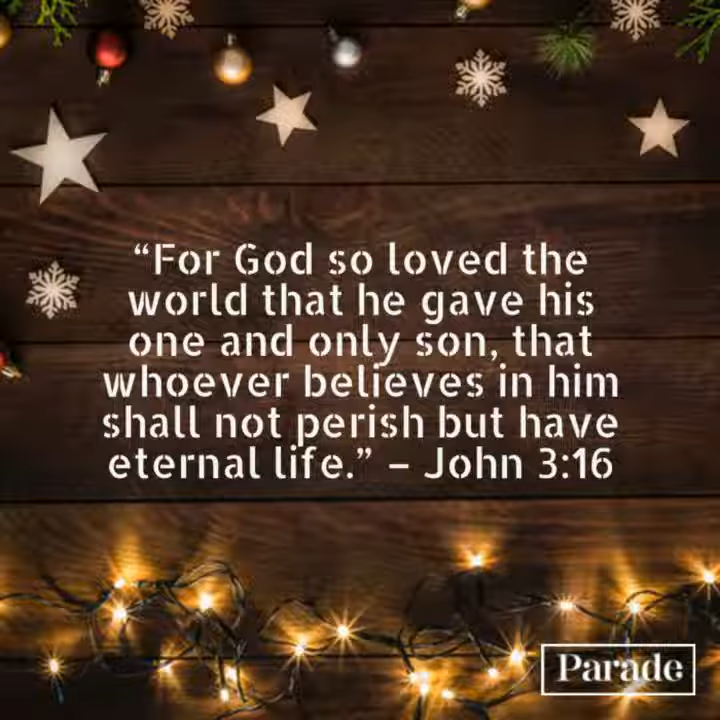 “For God so loved the
world that he gave his
one and only son, that
whoever believes in him
shall not perish but have
eternal life.” – John 3:16
Parade